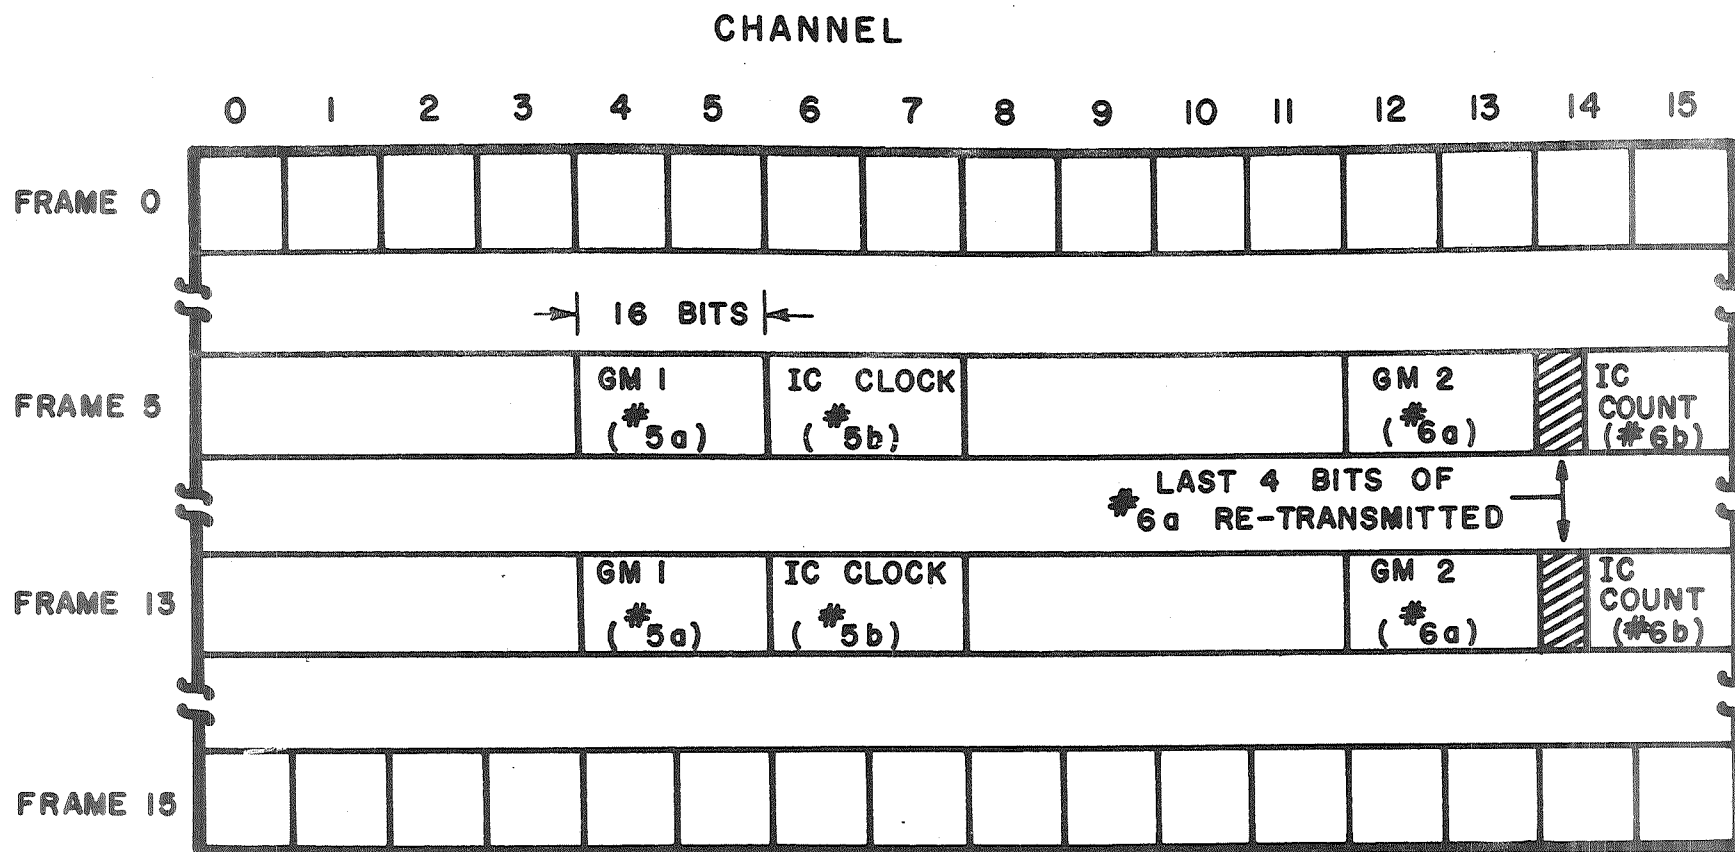 CHANNEL
0 1 2 3 4 5 6 7 8 9 10 11 12 13 14 15
FRAME 0
16 BITS
FRAME 5
GM 1
(#5a)
IC CLOCK
(#5b)
GM 2
(#6a)
IC
COUNT
(#6b)
LAST 4 BITS OF
#6a RE-TRANSMITTED
FRAME 13
GM 1
(#5a)
IC CLOCK
(#5b)
GM 2
(#6a)
IC
COUNT
(#6b)
FRAME 15